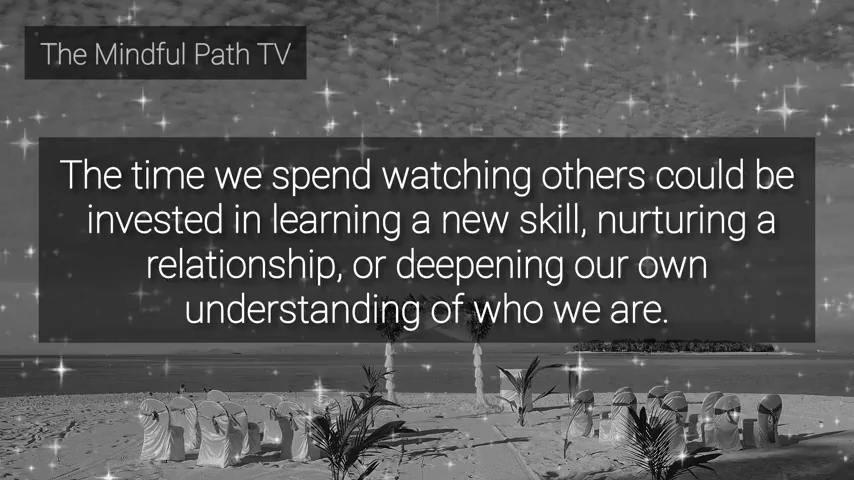 The Mindful Path TV
The time we spend watching others could be
invested in learning a new skill, nurturing a
relationship, or deepening our own
understanding of who we are.